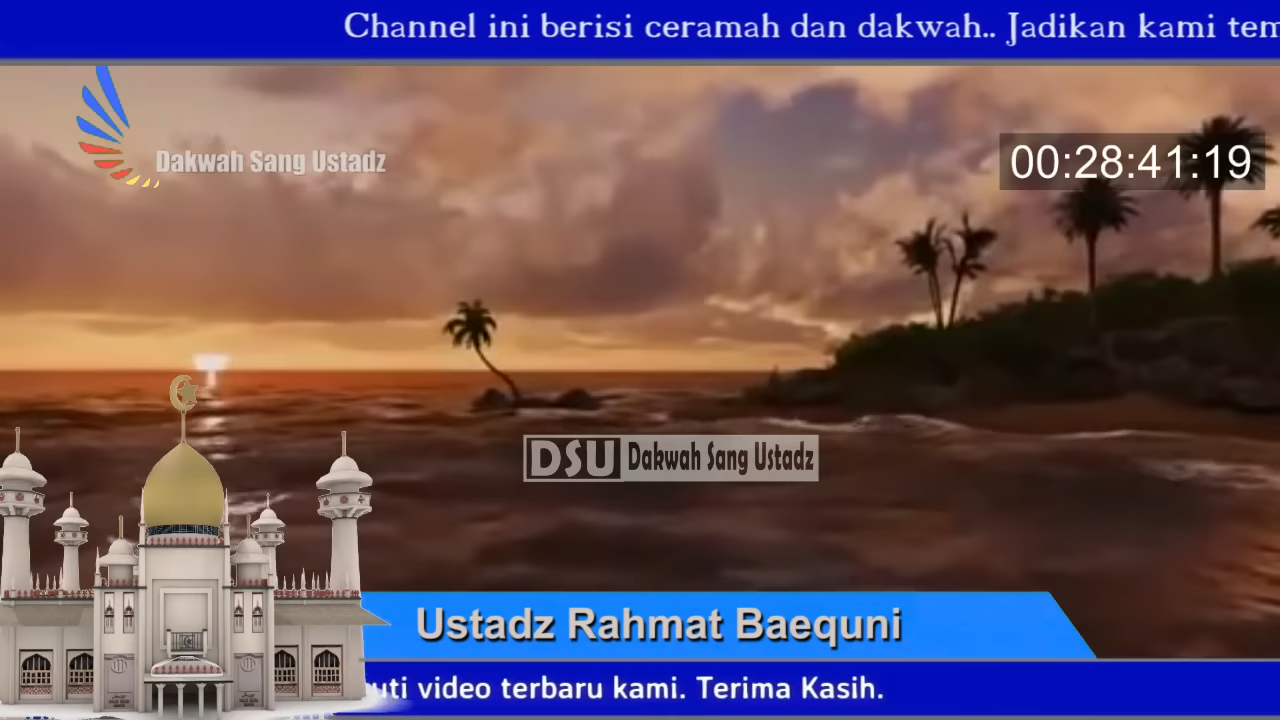 Channel ini berisi ceramah dan dakwah.. Jadikan kami tem
Dakwah Sang Ustadz
00:28:41:19
DSU Dakwah Sang Ustadz
Ustadz Rahmat Baequni
uti video terbaru kami. Terima Kasih.